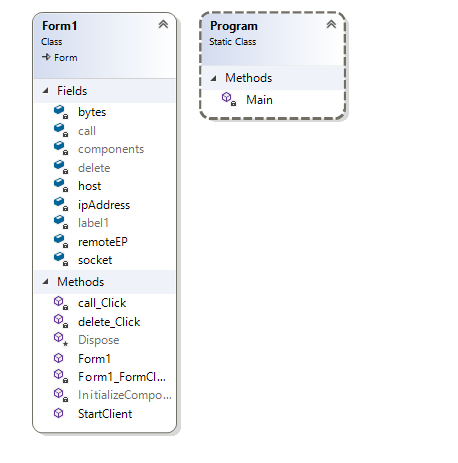 Form1
Class
Form
Fields
bytes
call
components
delete
host
ipAddress
label1
remoteEP
socket
Methods
call_Click
delete_Click
Dispose
Form1
Form1_FormCl...
InitializeCompo...
StartClient
Program
Static Class
Methods
Main